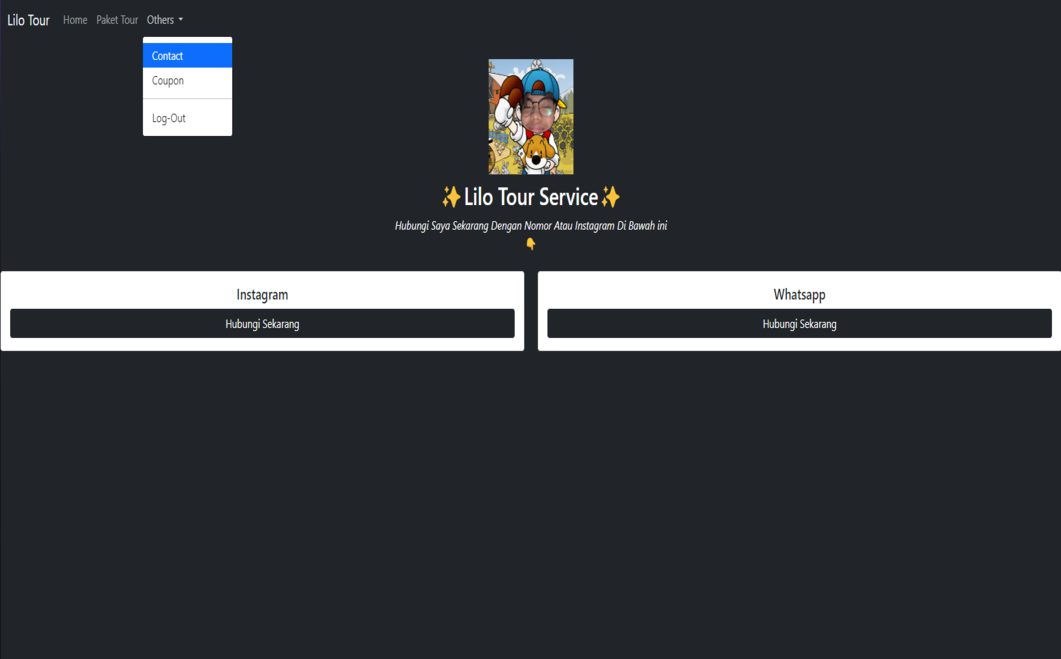 Lilo Tour Home Paket Tour Others
Contact
Coupon
Log-Out
✨Lilo Tour Service✨
Hubungi Saya Sekarang Dengan Nomor Atau Instagram Di Bawah ini
👇
Instagram
Hubungi Sekarang
Whatsapp
Hubungi Sekarang